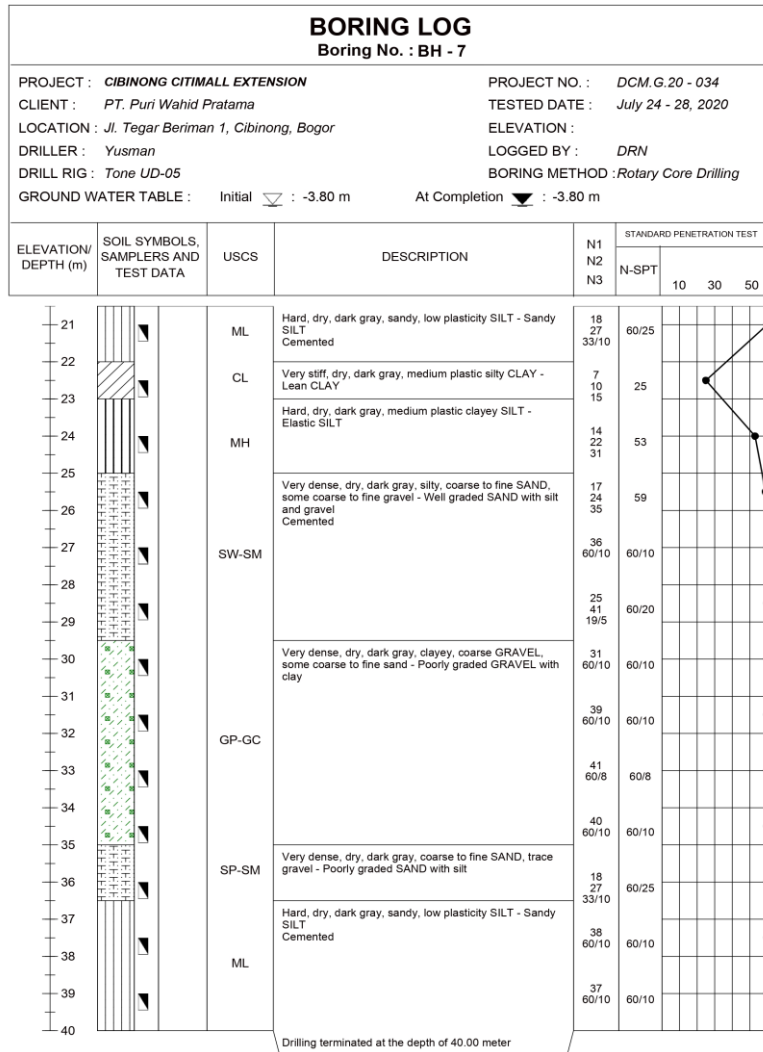 BORING LOG
Boring No. : BH - 7
PROJECT : CIBINONG CITIMALL EXTENSION PROJECT NO. : DCM.G.20 - 034
CLIENT : PT. Puri Wahid Pratama TESTED DATE : July 24 - 28, 2020
LOCATION : Jl. Tegar Beriman 1, Cibinong, Bogor ELEVATION :
DRILLER : Yusman LOGGED BY : DRN
DRILL RIG : Tone UD-05 BORING METHOD : Rotary Core Drilling
GROUND WATER TABLE : Initial : -3.80 m At Completion : -3.80 m
ELEVATION/
DEPTH (m)
SOIL SYMBOLS,
SAMPLERS AND
TEST DATA
USCS
DESCRIPTION
N1
N2
N3
STANDARD PENETRATION TEST
N-SPT
10 30 50
21
ML
Hard, dry, dark gray, sandy, low plasticity SILT - Sandy
SILT
Cemented
18
27
33/10
60/25
22
CL
Very stiff, dry, dark gray, medium plastic silty CLAY -
Lean CLAY
7
10
15
25
23
Hard, dry, dark gray, medium plastic clayey SILT -
Elastic SILT
24
MH
14
22
31
53
25
Very dense, dry, dark gray, silty, coarse to fine SAND,
some coarse to fine gravel - Well graded SAND with silt
and gravel
Cemented
17
24
35
59
26
27
SW-SM
36
60/10
60/10
28
25
41
19/5
60/20
29
30
Very dense, dry, dark gray, clayey, coarse GRAVEL,
some coarse to fine sand - Poorly graded GRAVEL with
clay
31
60/10
60/10
31
39
60/10
60/10
32
GP-GC
33
41
60/8
60/8
34
40
60/10
60/10
35
SP-SM
Very dense, dry, dark gray, coarse to fine SAND, trace
gravel - Poorly graded SAND with silt
36
18
27
33/10
60/25
37
Hard, dry, dark gray, sandy, low plasticity SILT - Sandy
SILT
Cemented
38
60/10
60/10
38
ML
39
37
60/10
60/10
40
Drilling terminated at the depth of 40.00 meter